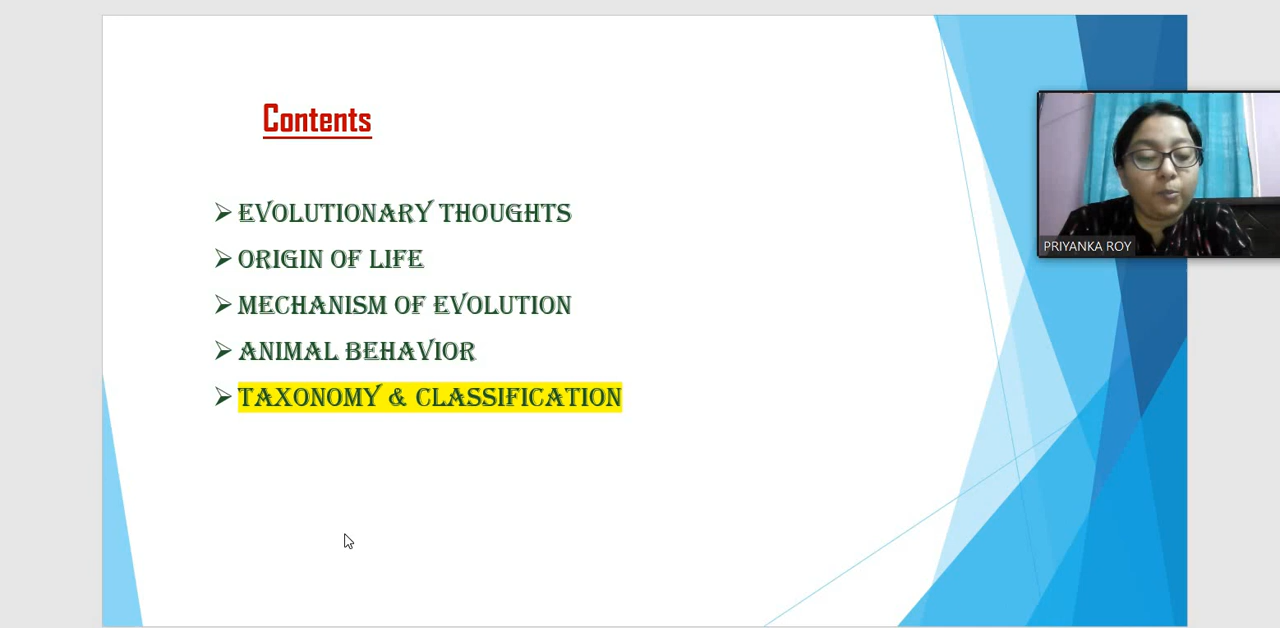 Contents
EVOLUTIONARY THOUGHTS
ORIGIN OF LIFE
MECHANISM OF EVOLUTION
ANIMAL BEHAVIOR
TAXONOMY & CLASSIFICATION
PRIYANKA ROY